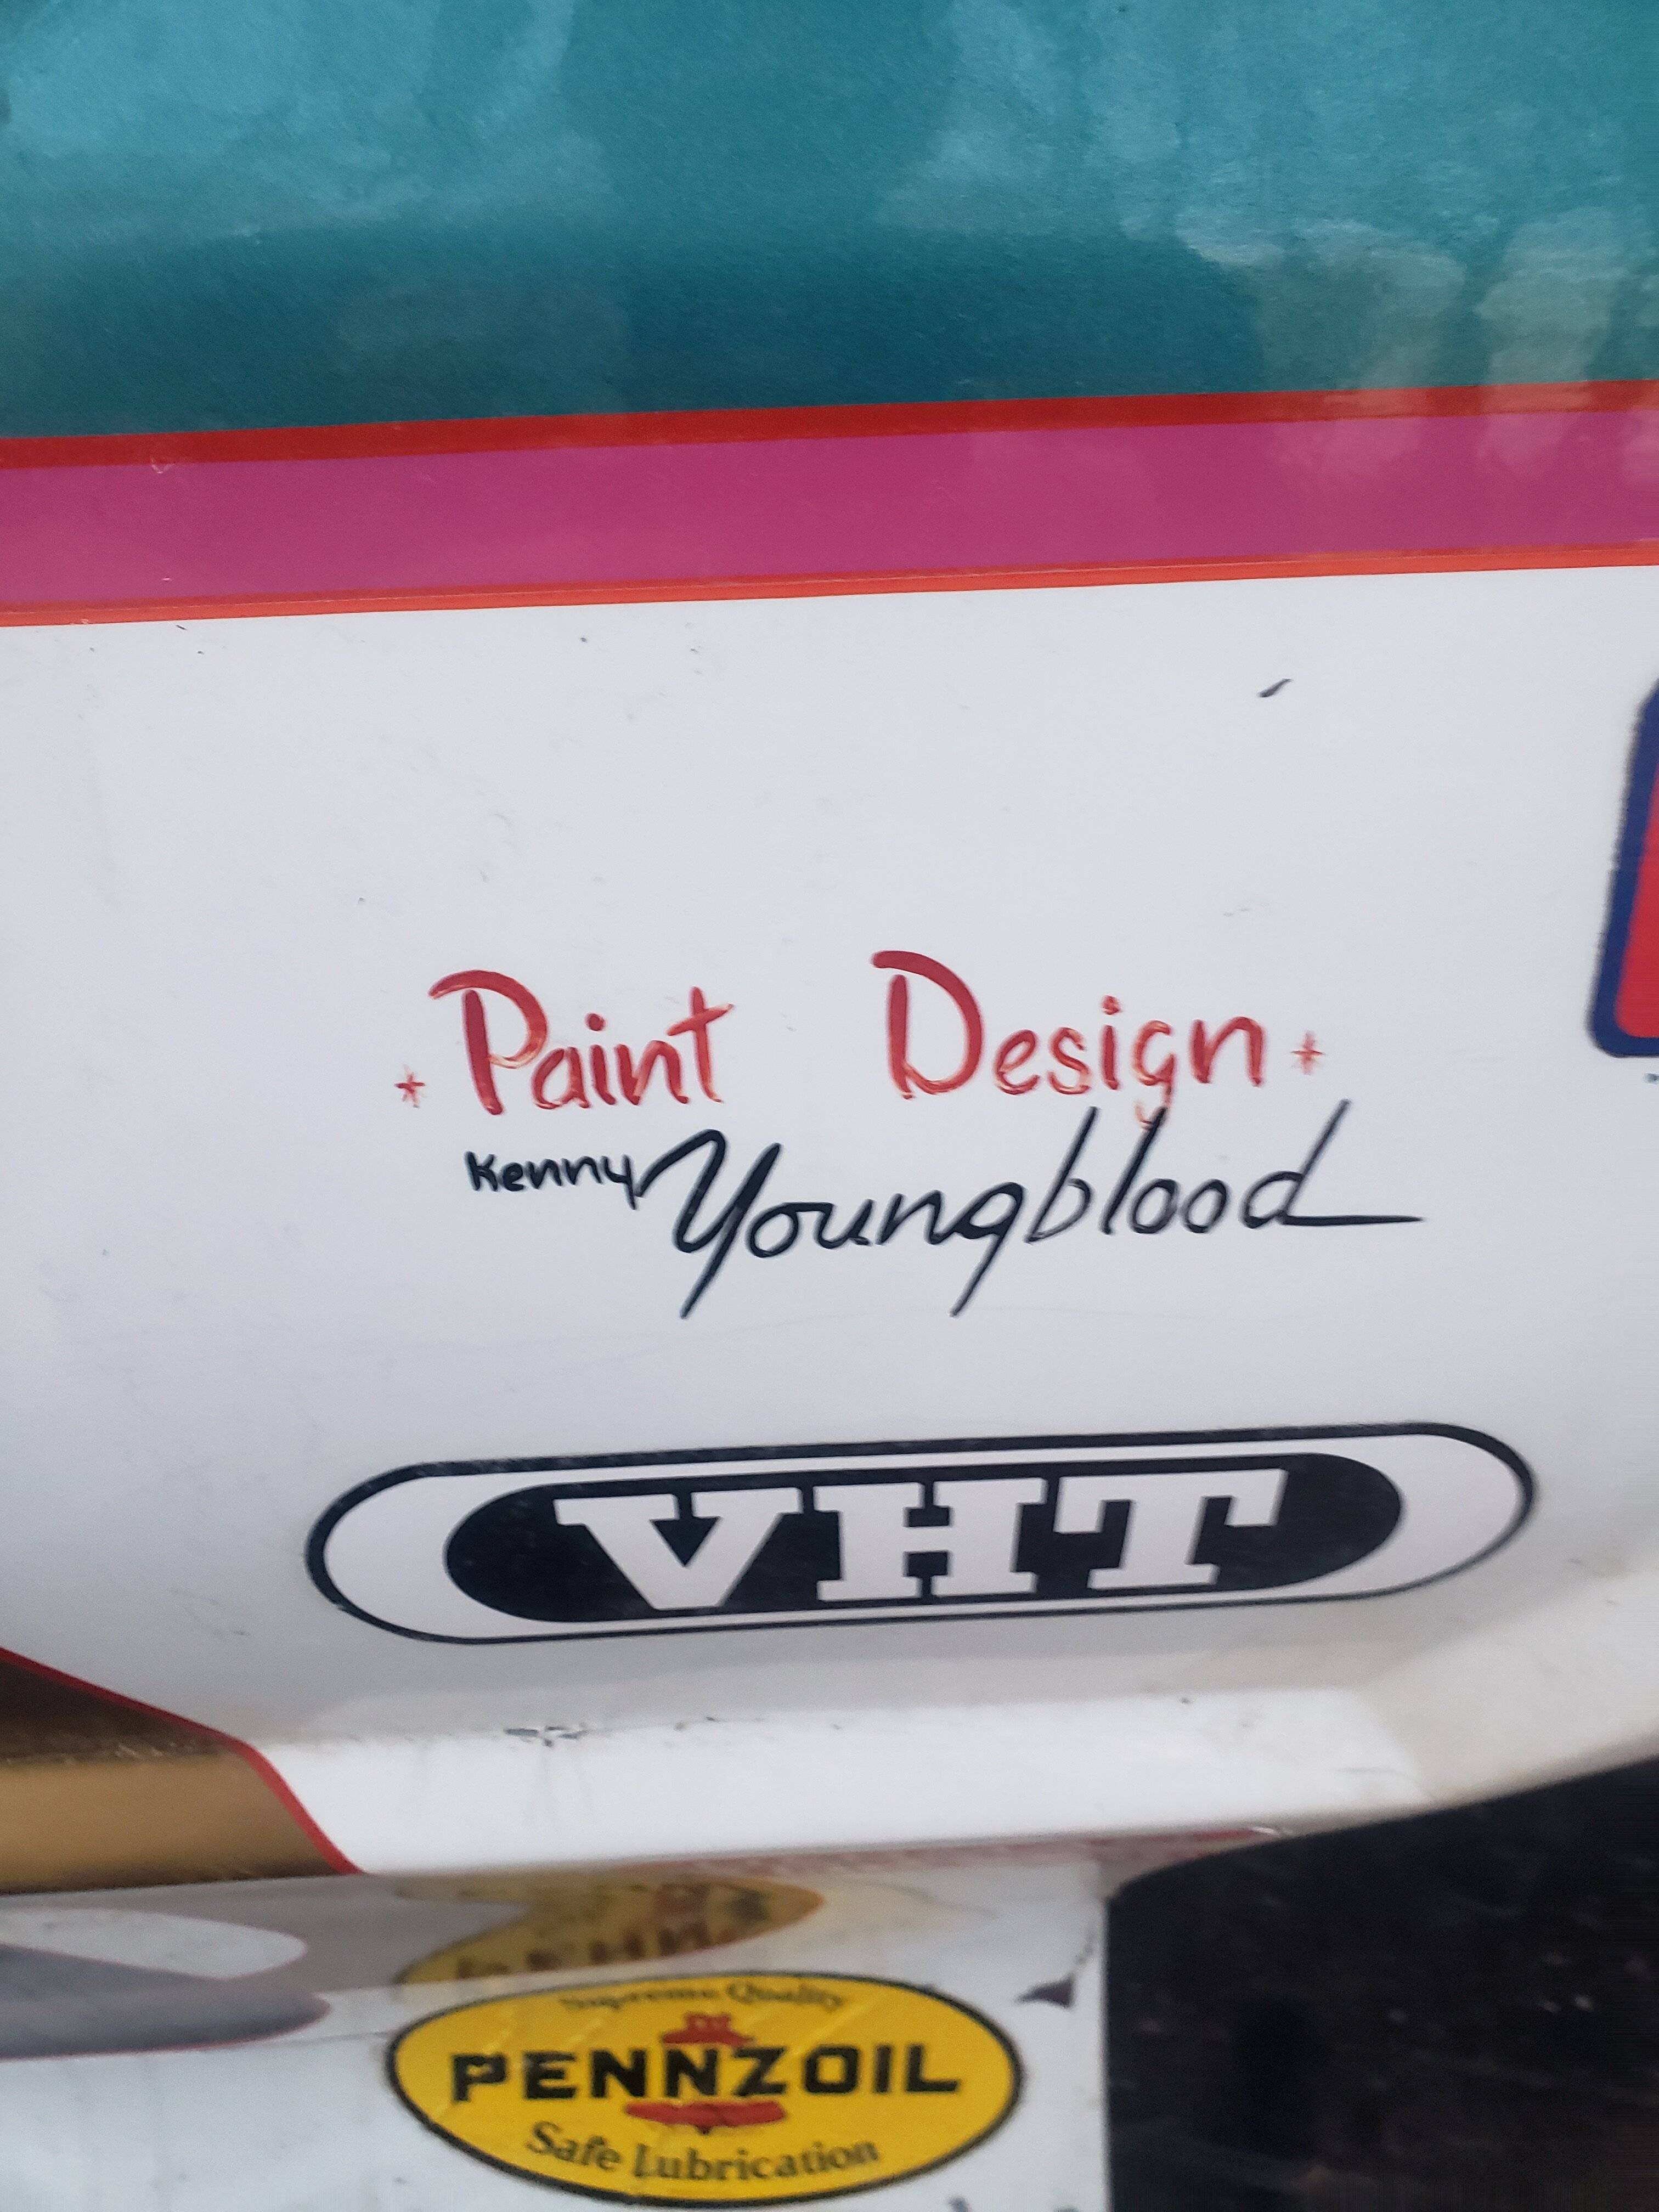 Paint Design
Kenny Youngblood
VHT
Supreme Quality
PENNZOIL
Safe Lubrication